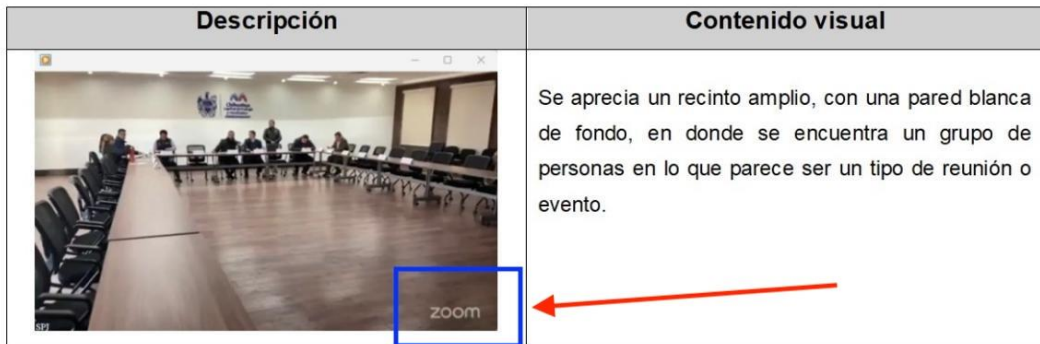 Descripción
Contenido visual
Chihuahua
Se aprecia un recinto amplio, con una pared blanca
de fondo, en donde se encuentra un grupo de
personas en lo que parece ser un tipo de reunión o
evento.
zoom
SPJ